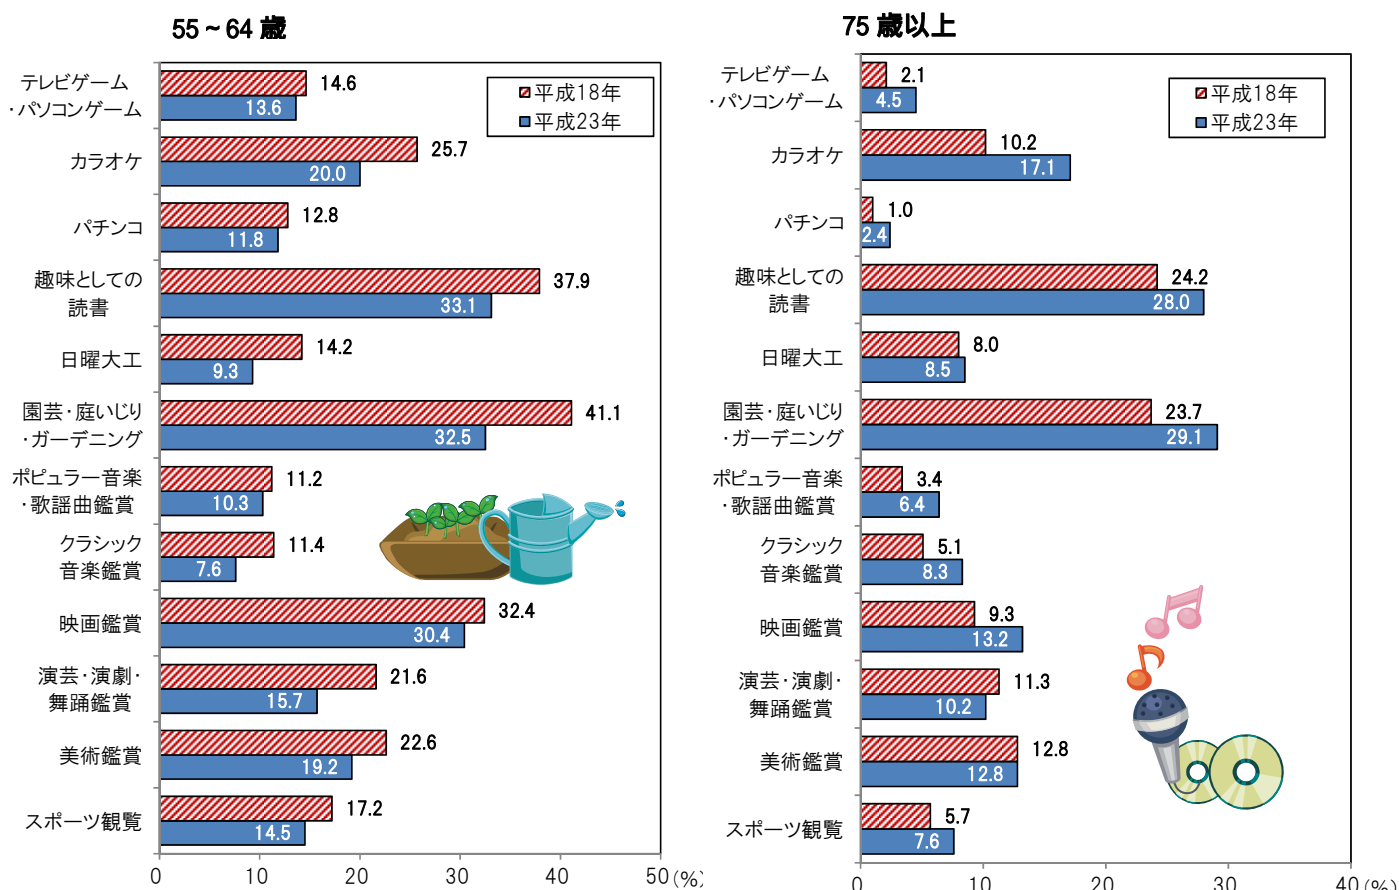 55～64 歳
平成18年
平成23年
テレビゲーム
・パソコンゲーム
14.6
13.6
カラオケ
25.7
20.0
パチンコ
12.8
11.8
趣味としての
読書
37.9
33.1
日曜大工
14.2
9.3
園芸・庭いじり
・ガーデニング
41.1
32.5
ポピュラー音楽
・歌謡曲鑑賞
11.2
10.3
クラシック
音楽鑑賞
11.4
7.6
映画鑑賞
32.4
30.4
演芸・演劇・
舞踊鑑賞
21.6
15.7
美術鑑賞
22.6
19.2
スポーツ観覧
17.2
14.5
0 10 20 30 40 50 (%)
75 歳以上
平成18年
平成23年
テレビゲーム
・パソコンゲーム
2.1
4.5
カラオケ
10.2
17.1
パチンコ
1.0
2.4
趣味としての
読書
24.2
28.0
日曜大工
8.0
8.5
園芸・庭いじり
・ガーデニング
23.7
29.1
ポピュラー音楽
・歌謡曲鑑賞
3.4
6.4
クラシック
音楽鑑賞
5.1
8.3
映画鑑賞
9.3
13.2
演芸・演劇・
舞踊鑑賞
11.3
10.2
美術鑑賞
12.8
12.8
スポーツ観覧
5.7
7.6
0 10 20 30 40 (%)